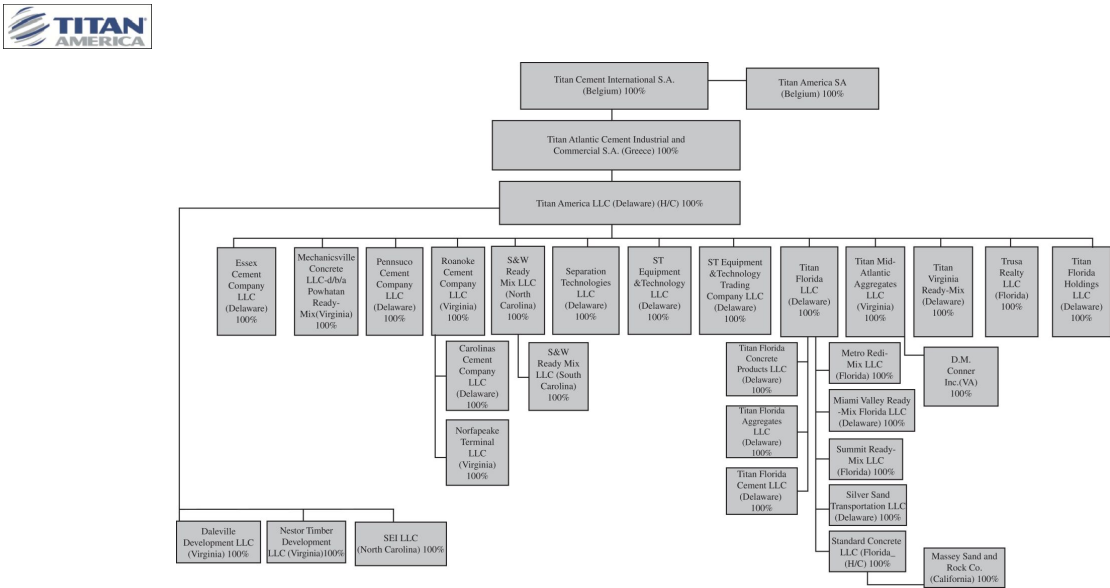 TITAN
AMERICA
Titan Cement International S.A.
(Belgium) 100%
Titan America SA
(Belgium) 100%
Titan Atlantic Cement Industrial and
Commercial S.A. (Greece) 100%
Titan America LLC (Delaware) (H/C) 100%
Essex
Cement
Company
LLC
(Delaware)
100%
Mechanicsville
Concrete
LLC-d/b/a
Powhatan
Ready-
Mix(Virginia)
100%
Pennsuco
Cement
Company
LLC
(Delaware)
100%
Roanoke
Cement
Company
LLC
(Virginia)
100%
S&W
Ready
Mix LLC
(North
Carolina)
100%
Separation
Technologies
LLC
(Delaware)
100%
ST
Equipment
&Technology
LLC
(Delaware)
100%
ST Equipment
&Technology
Trading
Company LLC
(Delaware)
100%
Titan
Florida
LLC
(Delaware)
100%
Titan Mid-
Atlantic
Aggregates
LLC
(Virginia)
100%
Titan
Virginia
Ready-Mix
(Delaware)
100%
Trusa
Realty
LLC
(Florida)
100%
Titan
Florida
Holdings
LLC
(Delaware)
100%
Carolinas
Cement
Company
LLC
(Delaware)
100%
S&W
Ready Mix
LLC (South
Carolina)
100%
Titan Florida
Concrete
Products LLC
(Delaware)
100%
Metro Redi-
Mix LLC
(Florida) 100%
D.M.
Conner
Inc.(VA)
100%
Norfapeake
Terminal
LLC
(Virginia)
100%
Titan Florida
Aggregates
LLC
(Delaware)
100%
Miami Valley Ready
-Mix Florida LLC
(Delaware) 100%
Titan Florida
Cement LLC
(Delaware)
100%
Summit Ready-
Mix LLC
(Florida) 100%
Silver Sand
Transportation LLC
(Delaware) 100%
Daleville
Development LLC
(Virginia) 100%
Nestor Timber
Development
LLC (Virginia)100%
SEI LLC
(North Carolina) 100%
Standard Concrete
LLC (Florida_
(H/C) 100%
Massey Sand and
Rock Co.
(California) 100%